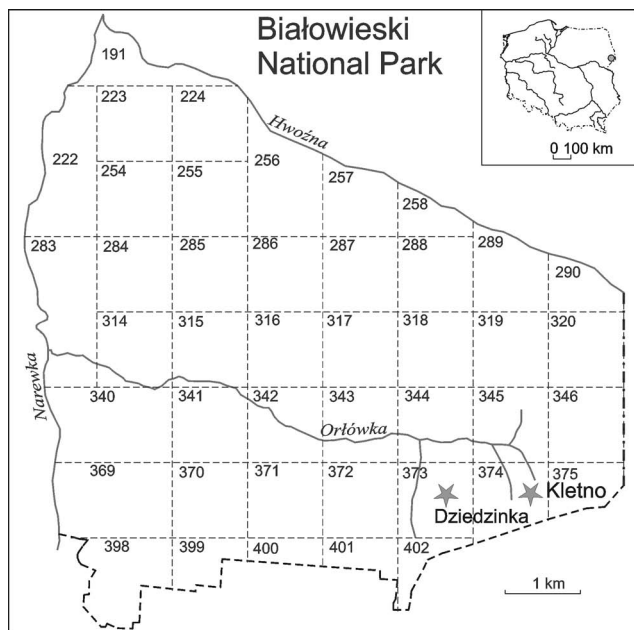 Białowieski
National Park
0 100 km
191
223 224
Hwoźna
222 254 255 256 257
258
283 284 285 286 287 288 289
290
314 315 316 317 318 319 320
Narewka
340 341 342 343 344 345 346
Orłówka
369 370 371 372 373 374 375
Kletno
Dziedzinka
398 399 400 401 402
1 km